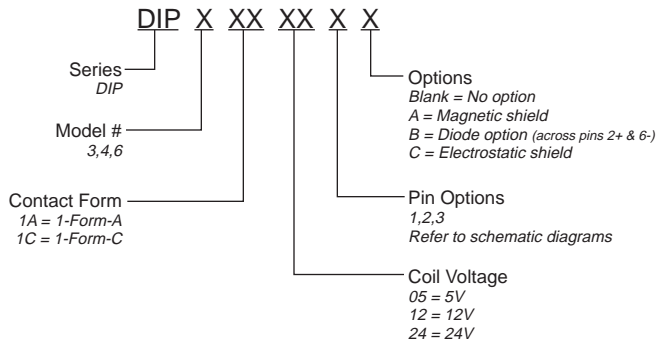 DIP X XX XX X X
Series
DIP
Model #
3,4,6
Contact Form
1A = 1-Form-A
1C = 1-Form-C
Options
Blank = No option
A = Magnetic shield
B = Diode option (across pins 2+ & 6-)
C = Electrostatic shield
Pin Options
1,2,3
Refer to schematic diagrams
Coil Voltage
05 = 5V
12 = 12V
24 = 24V